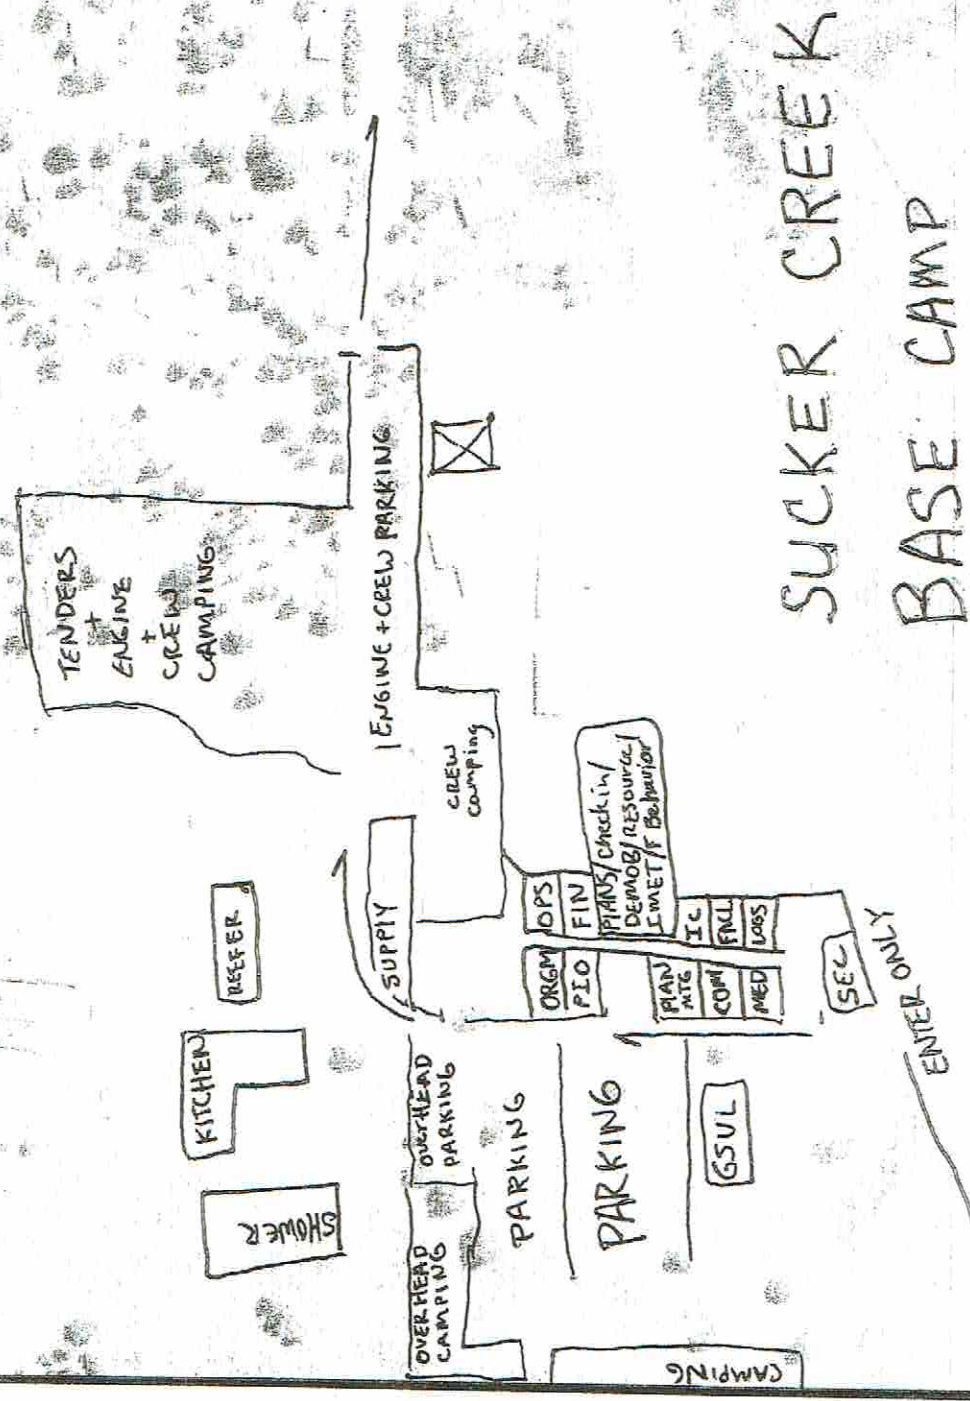 TENDERS
+
ENGINE
+
CREW
CAMPING
ENGINE + CREW PARKING
CREW
camping
SUPPLY
REEFER
KITCHEN
SHOWER
OVERHEAD
PARKING
OVERHEAD
CAMPING
PARKING
PARKING
GSUL
CAMPING
OPS
FIN
PLANS/Checkin/
DEMOB/RESource/
IMET/F Behavior
ORGM
PIO
PLAN
MTG
COM
MED
IC
FACL
LOGS
SEC
ENTER ONLY
SUCKER CREEK
BASE CAMP